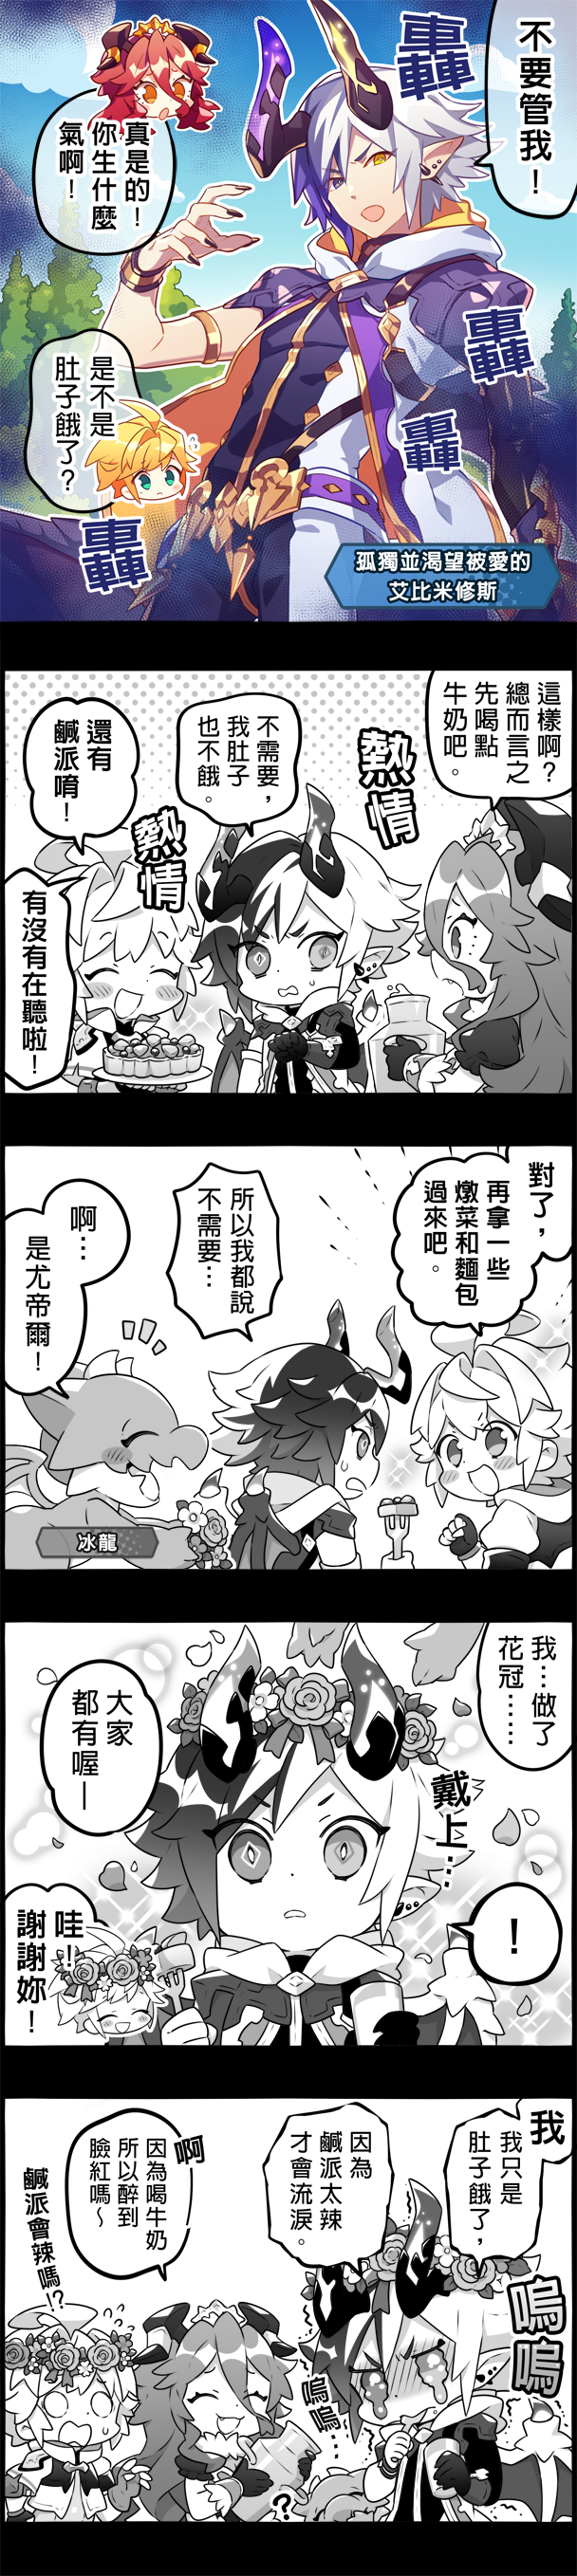 不要管我！
轟
真是的！
你生什麼
氣啊！
轟
轟
是不是
肚子餓了？
轟
孤獨並渴望被愛的
艾比米修斯
這樣啊？
總而言之
先喝點
牛奶吧。
熱情
不需要，
我肚子
也不餓。
還有
鹹派唷！
熱情
有沒有在聽啦！
對了，
再拿一些
燉菜和麵包
過來吧。
所以我都說
不需要…
啊…
是尤帝爾！
冰龍
我…做了
花冠……
大家
都有喔ー
戴上…
！
哇！
謝謝妳！
我
我只是
肚子餓了，
因為
鹹派太辣
才會流淚。
啊
因為喝牛奶
所以醉到
臉紅嗎～
鹹派會辣嗎!?
嗚嗚
嗚嗚…
？